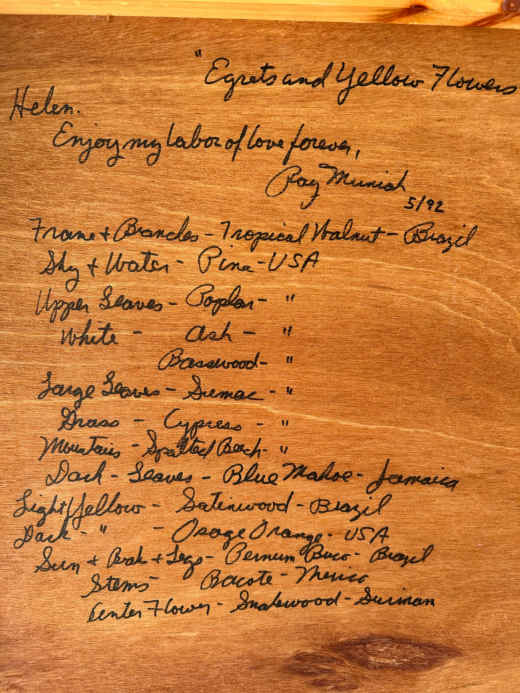 "Egrets and Yellow Flowers
Helen.
Enjoy my labor of love forever,
Ray
5/92
Frame + Branches - Tropical Walnut - Brazil
Sky + Water - Pine - USA
Upper Leaves - Poplar - "
White - Ash - "
Basswood - "
Large Leaves - Sumac - "
Grass - Cypress - "
Mountains - Spalted Beech - "
Dark - Leaves - Blue Mahoe - Jamaica
Light/Yellow - Satinwood - Brazil
Dark - " - Osage Orange - USA
Sun + Beak + Legs - Pernum Buco - Brazil
Stems - Bocote - Mexico
Center Flower - Snakewood - Surinam